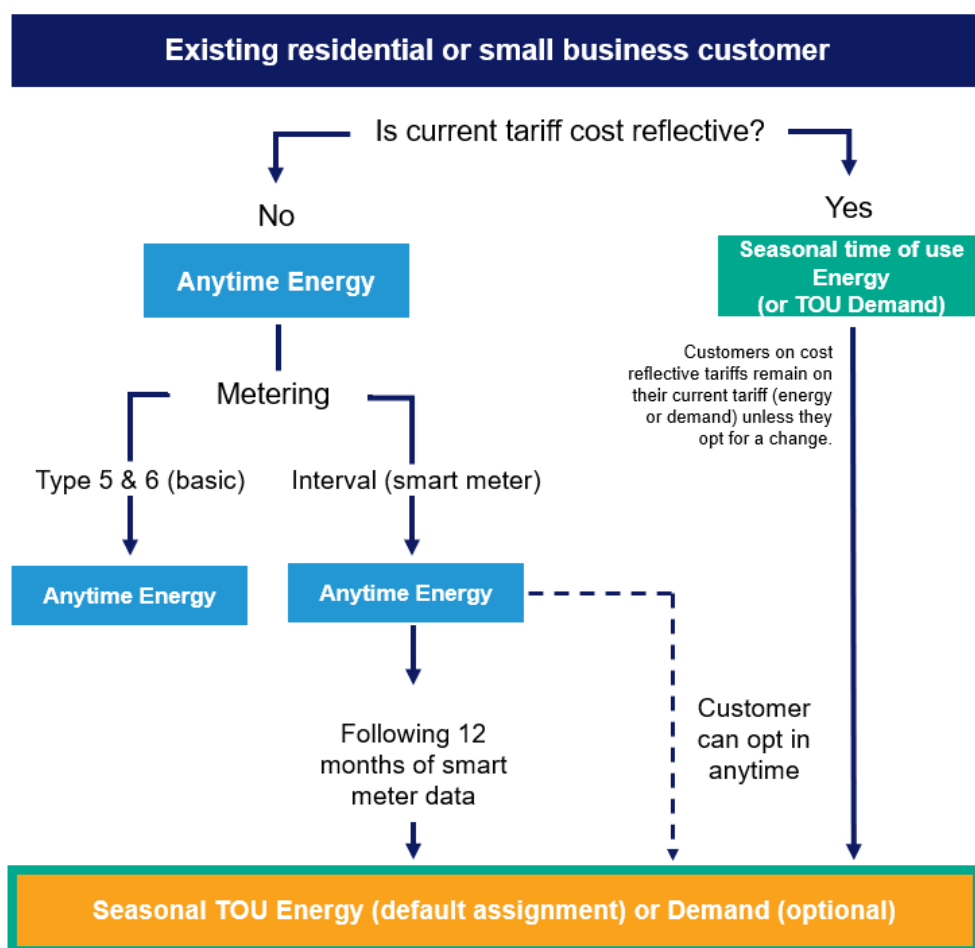 Existing residential or small business customer
Is current tariff cost reflective?
No
Yes
Anytime Energy
Seasonal time of use
Energy
(or TOU Demand)
Customers on cost
reflective tariffs remain on
their current tariff (energy
or demand) unless they
opt for a change.
Metering
Type 5 & 6 (basic)
Interval (smart meter)
Anytime Energy
Anytime Energy
Following 12
months of smart
meter data
Customer
can opt in
anytime
Seasonal TOU Energy (default assignment) or Demand (optional)